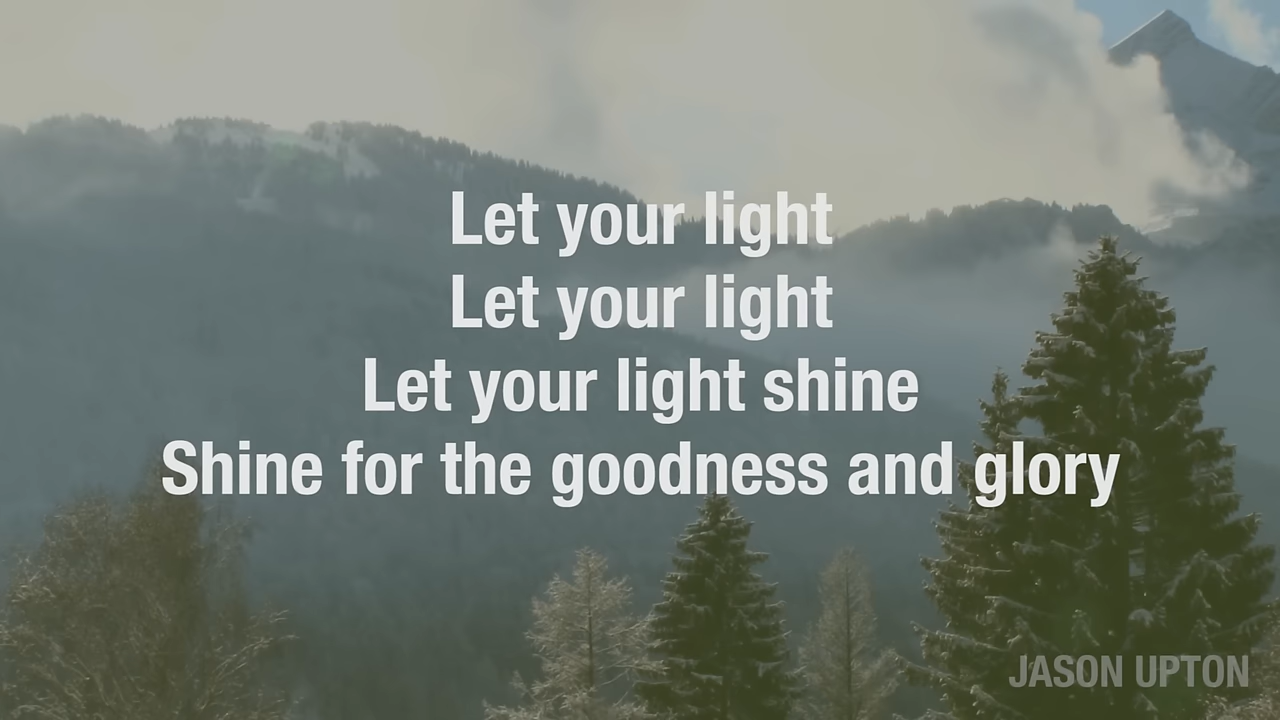 Let your light
Let your light
Let your light shine
Shine for the goodness and glory
JASON UPTON